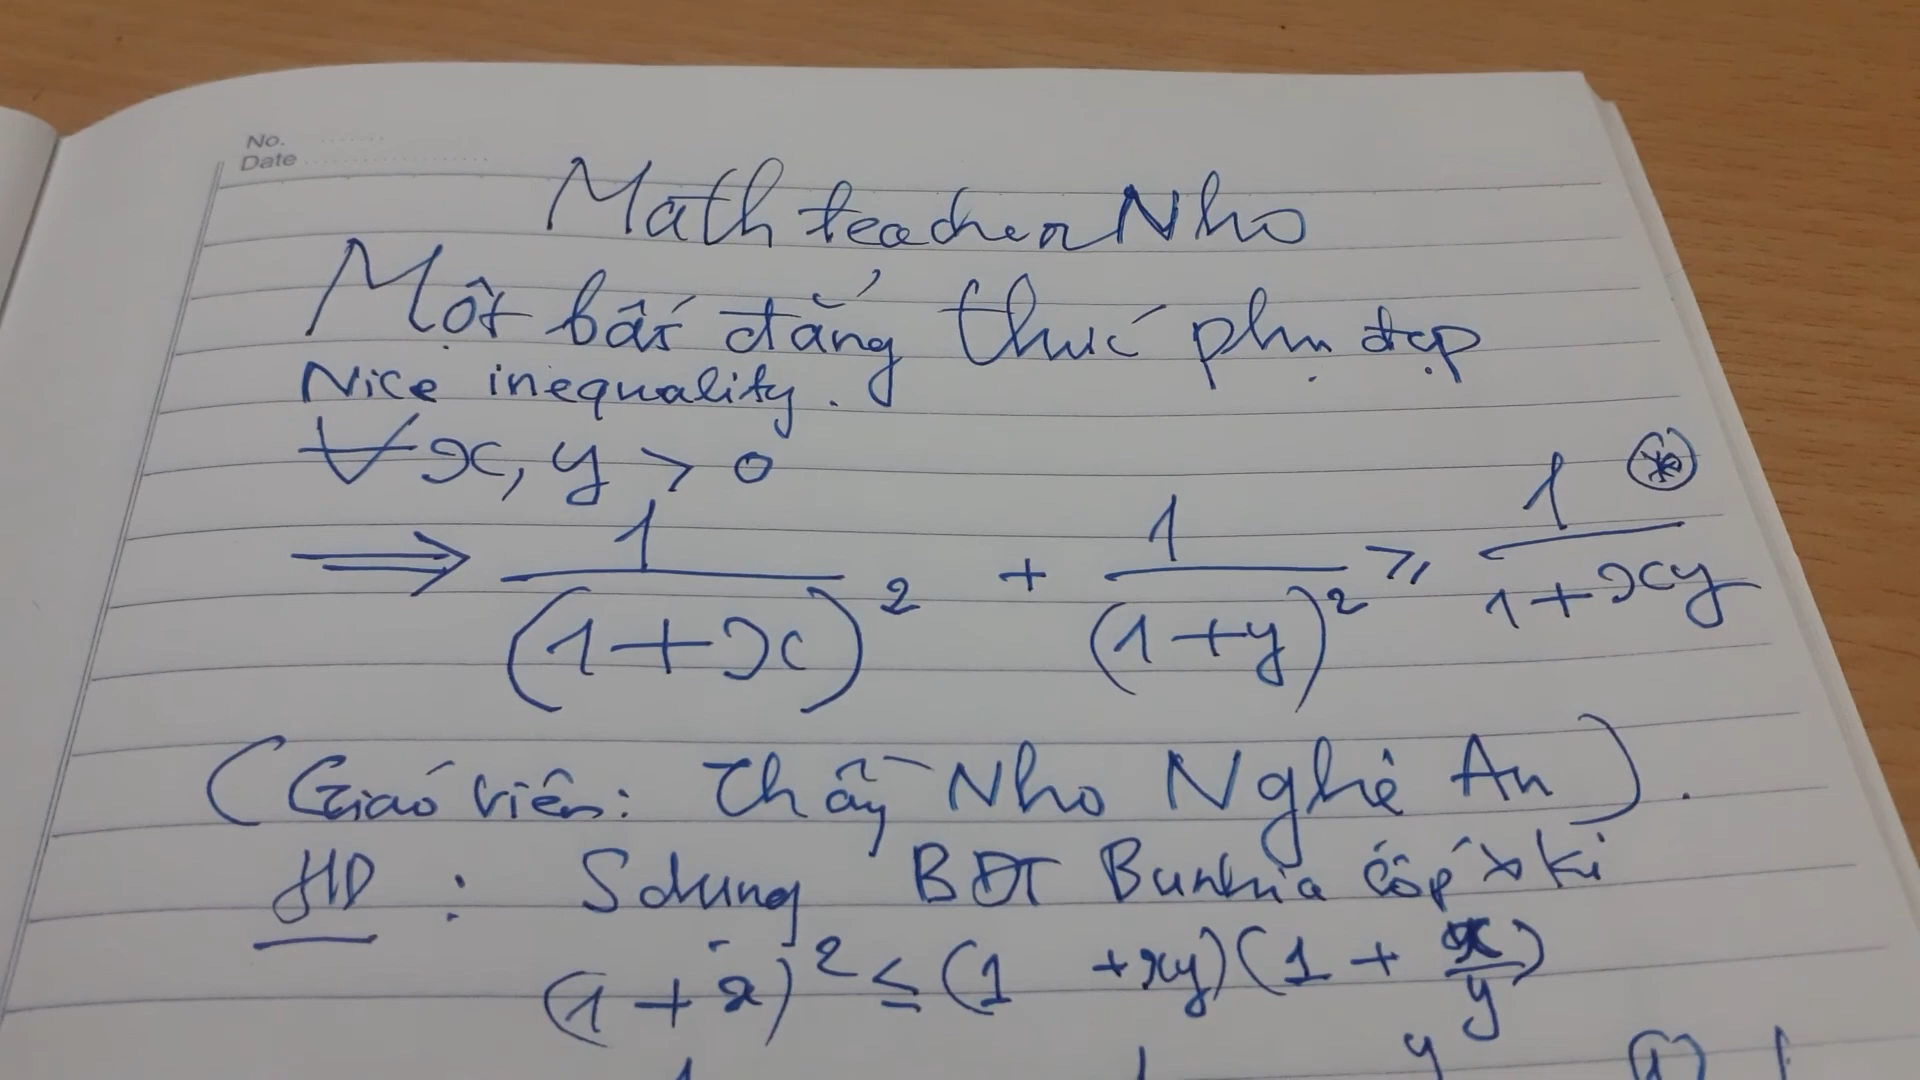 No.
Date
Math teacher Nho
Một bất đẳng thức phụ đẹp
Nice inequality.
∀ x, y > 0
⟹ 1/(1+x)² + 1/(1+y)² ≥ 1/(1+xy) (*)
(Giáo viên: Thầy Nho Nghệ An).
HD : Sdụng BĐT Bunhia cốpxki
(1+x)² ≤ (1 +xy)(1 + x/y)